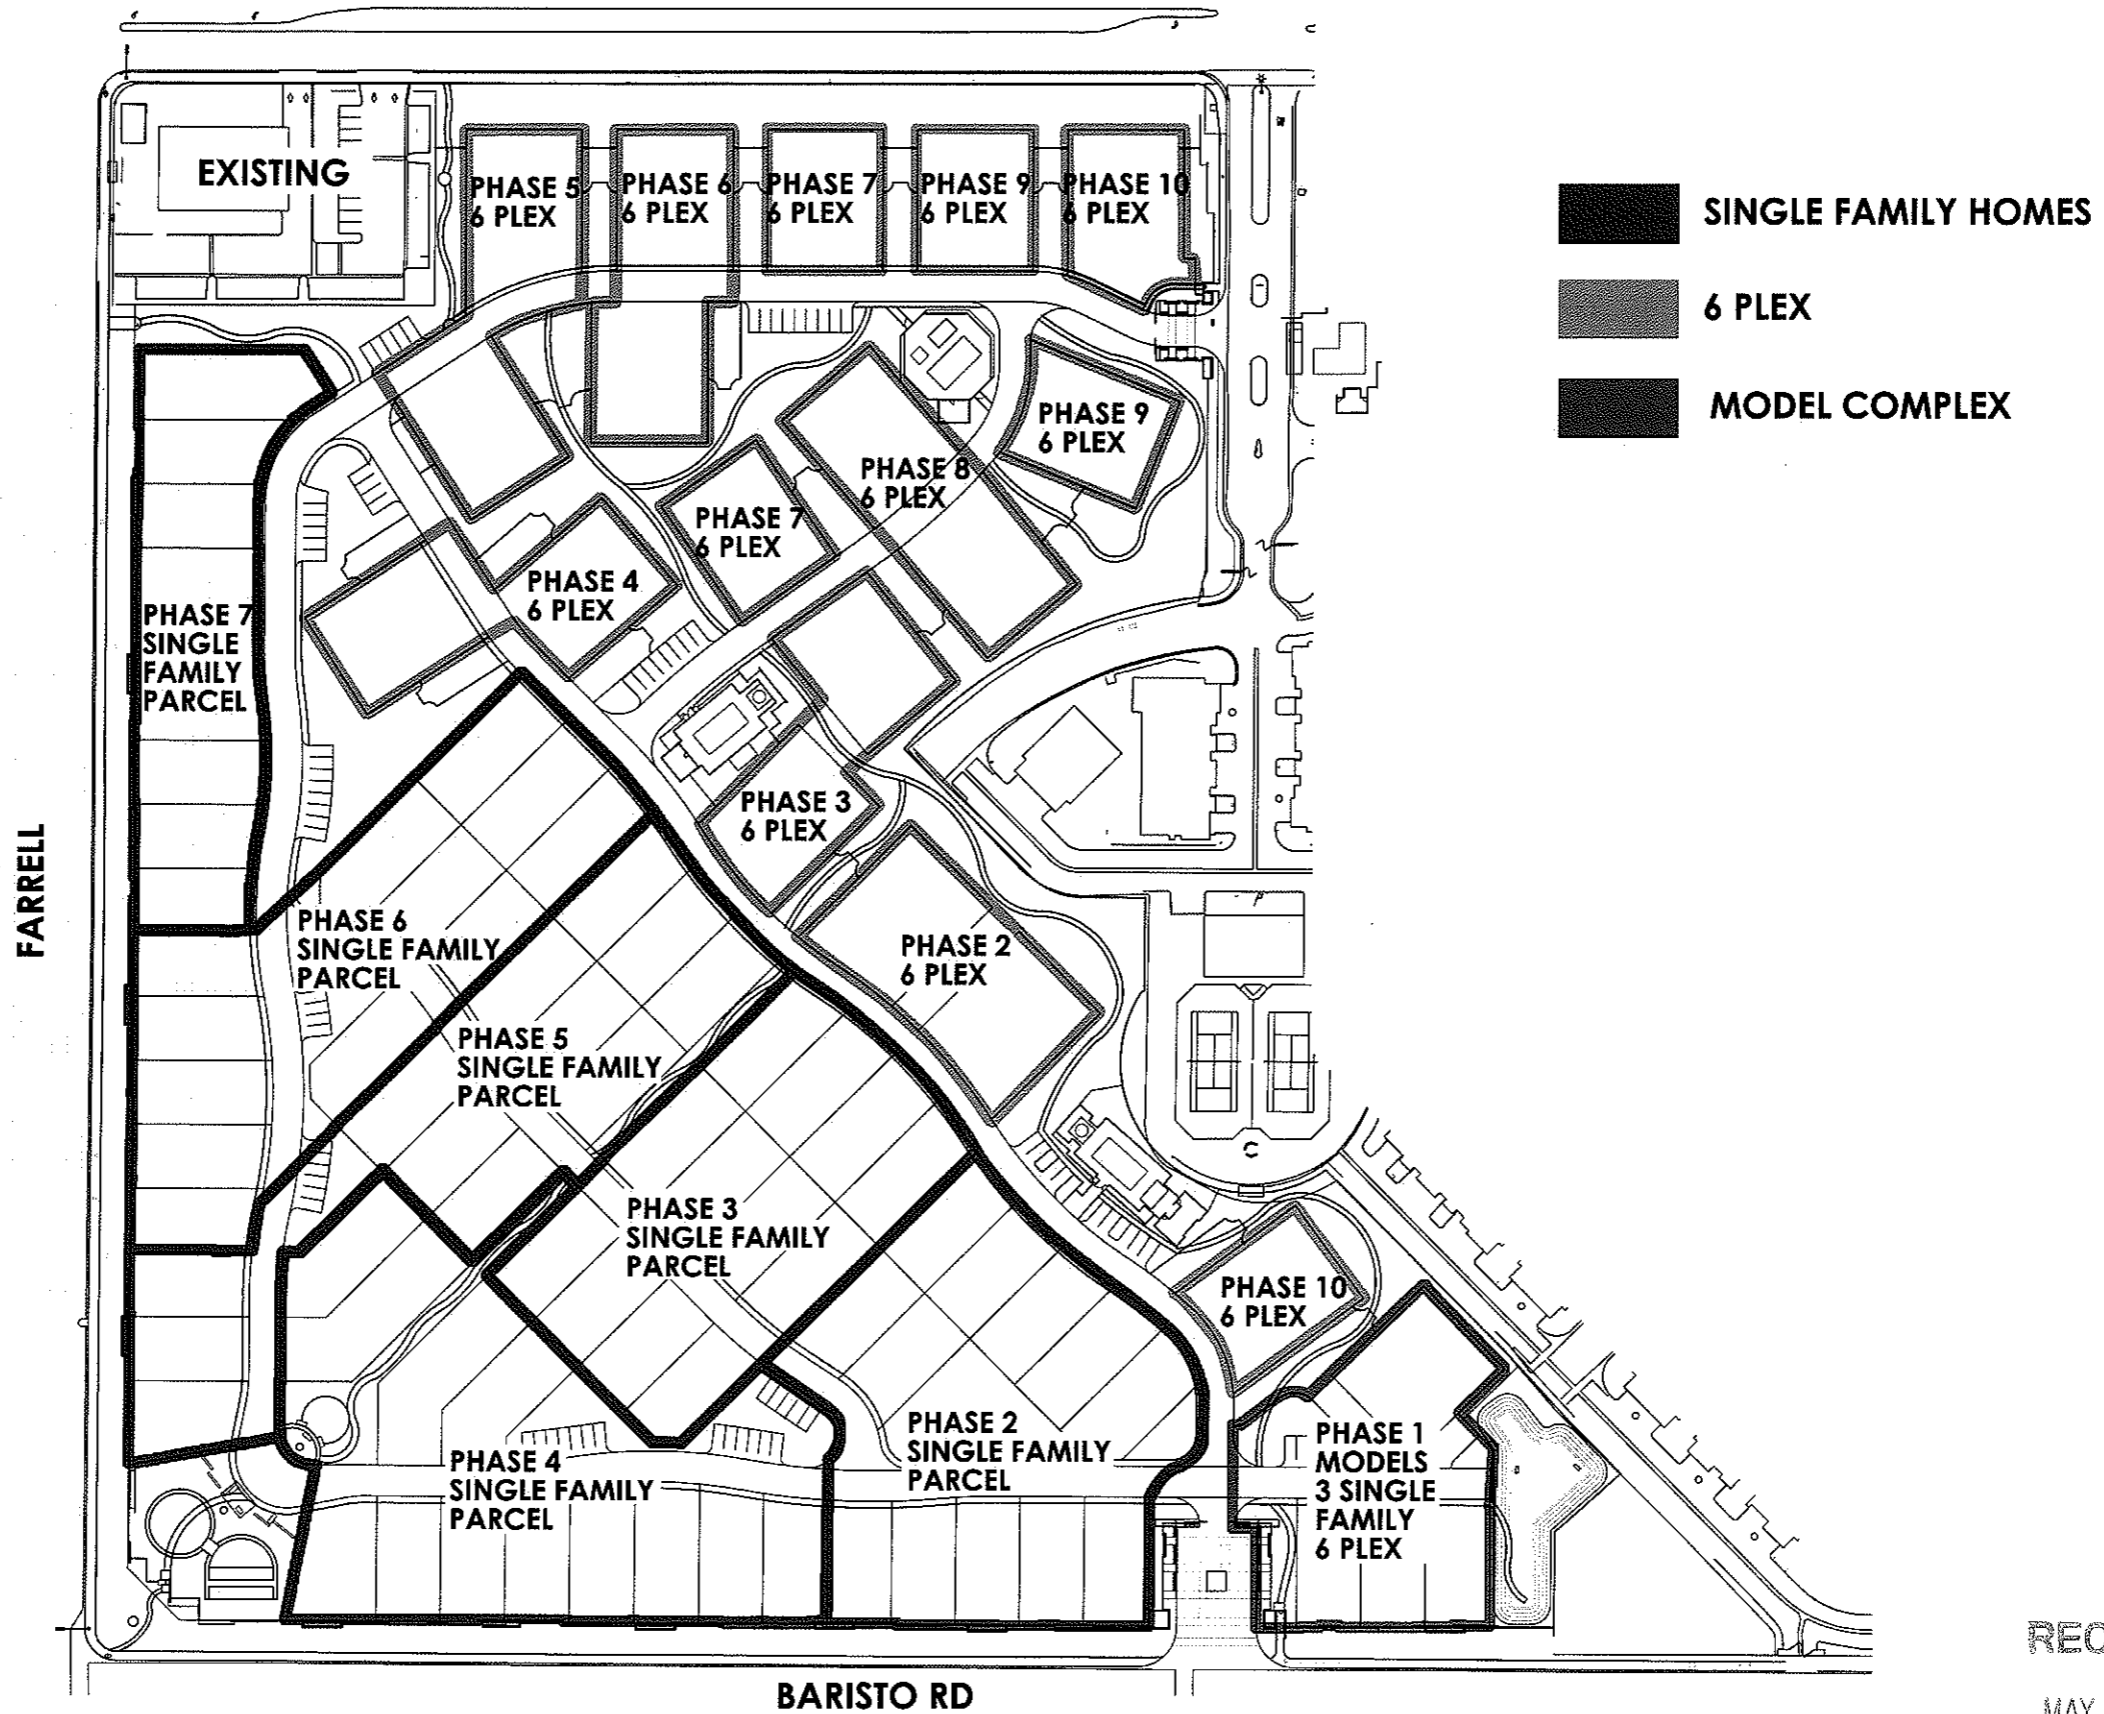 EXISTING
PHASE 5
6 PLEX
PHASE 6
6 PLEX
PHASE 7
6 PLEX
PHASE 9
6 PLEX
PHASE 10
6 PLEX
SINGLE FAMILY HOMES
6 PLEX
MODEL COMPLEX
PHASE 9
6 PLEX
PHASE 8
6 PLEX
PHASE 7
6 PLEX
PHASE 4
6 PLEX
PHASE 7
SINGLE
FAMILY
PARCEL
PHASE 3
6 PLEX
FARRELL
PHASE 6
SINGLE FAMILY
PARCEL
PHASE 2
6 PLEX
PHASE 5
SINGLE FAMILY
PARCEL
PHASE 3
SINGLE FAMILY
PARCEL
PHASE 10
6 PLEX
PHASE 4
SINGLE FAMILY
PARCEL
PHASE 2
SINGLE FAMILY
PARCEL
PHASE 1
MODELS
3 SINGLE
FAMILY
6 PLEX
BARISTO RD
MAY